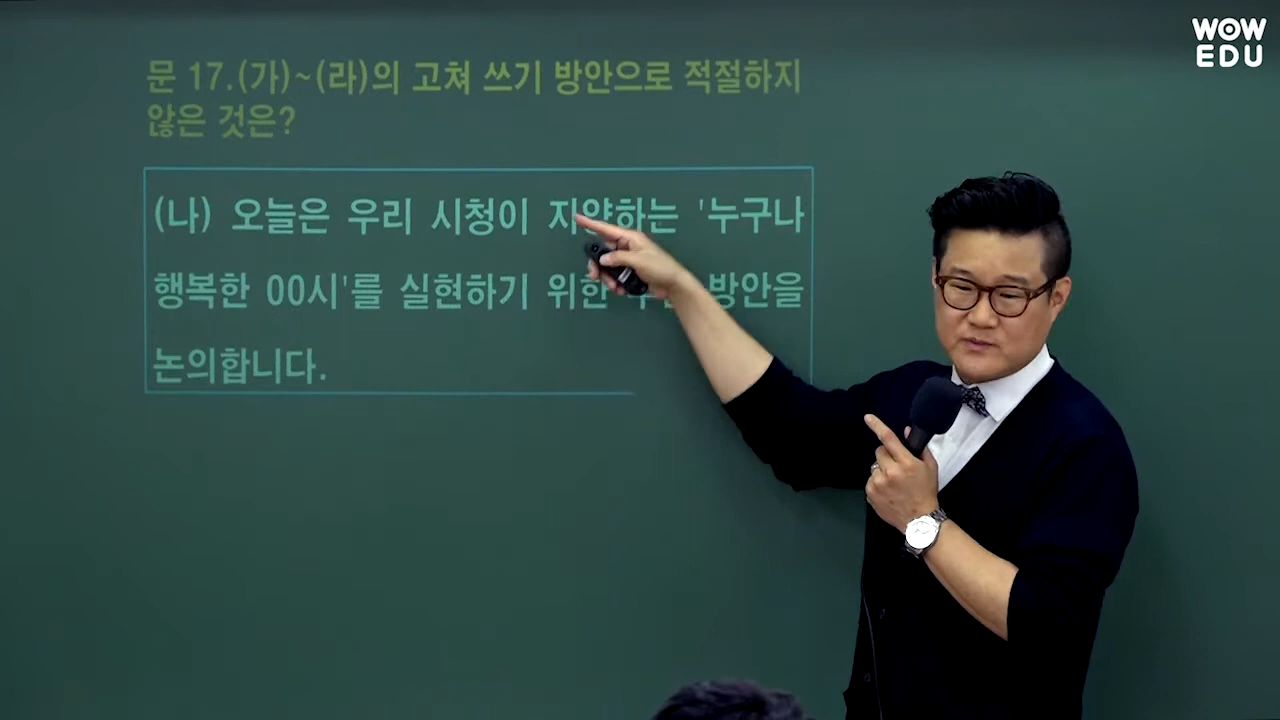 WOW
EDU
문 17.(가)~(라)의 고쳐 쓰기 방안으로 적절하지
않은 것은?
(나) 오늘은 우리 시청이 지양하는 '누구나
행복한 00시'를 실현하기 위한 방안을
논의합니다.